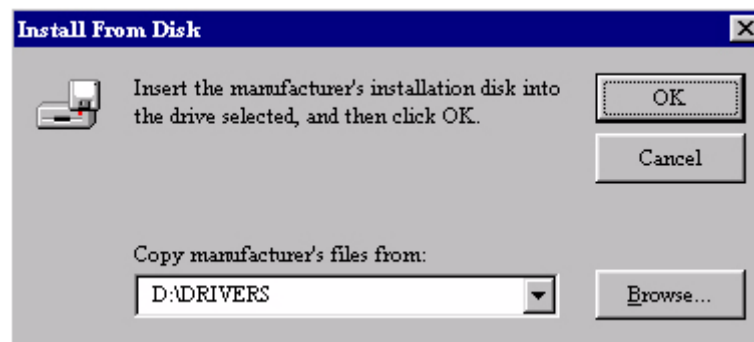 Install From Disk
Insert the manufacturer's installation disk into
the drive selected, and then click OK.
OK
Cancel
Copy manufacturer's files from:
D:\DRIVERS
Browse...